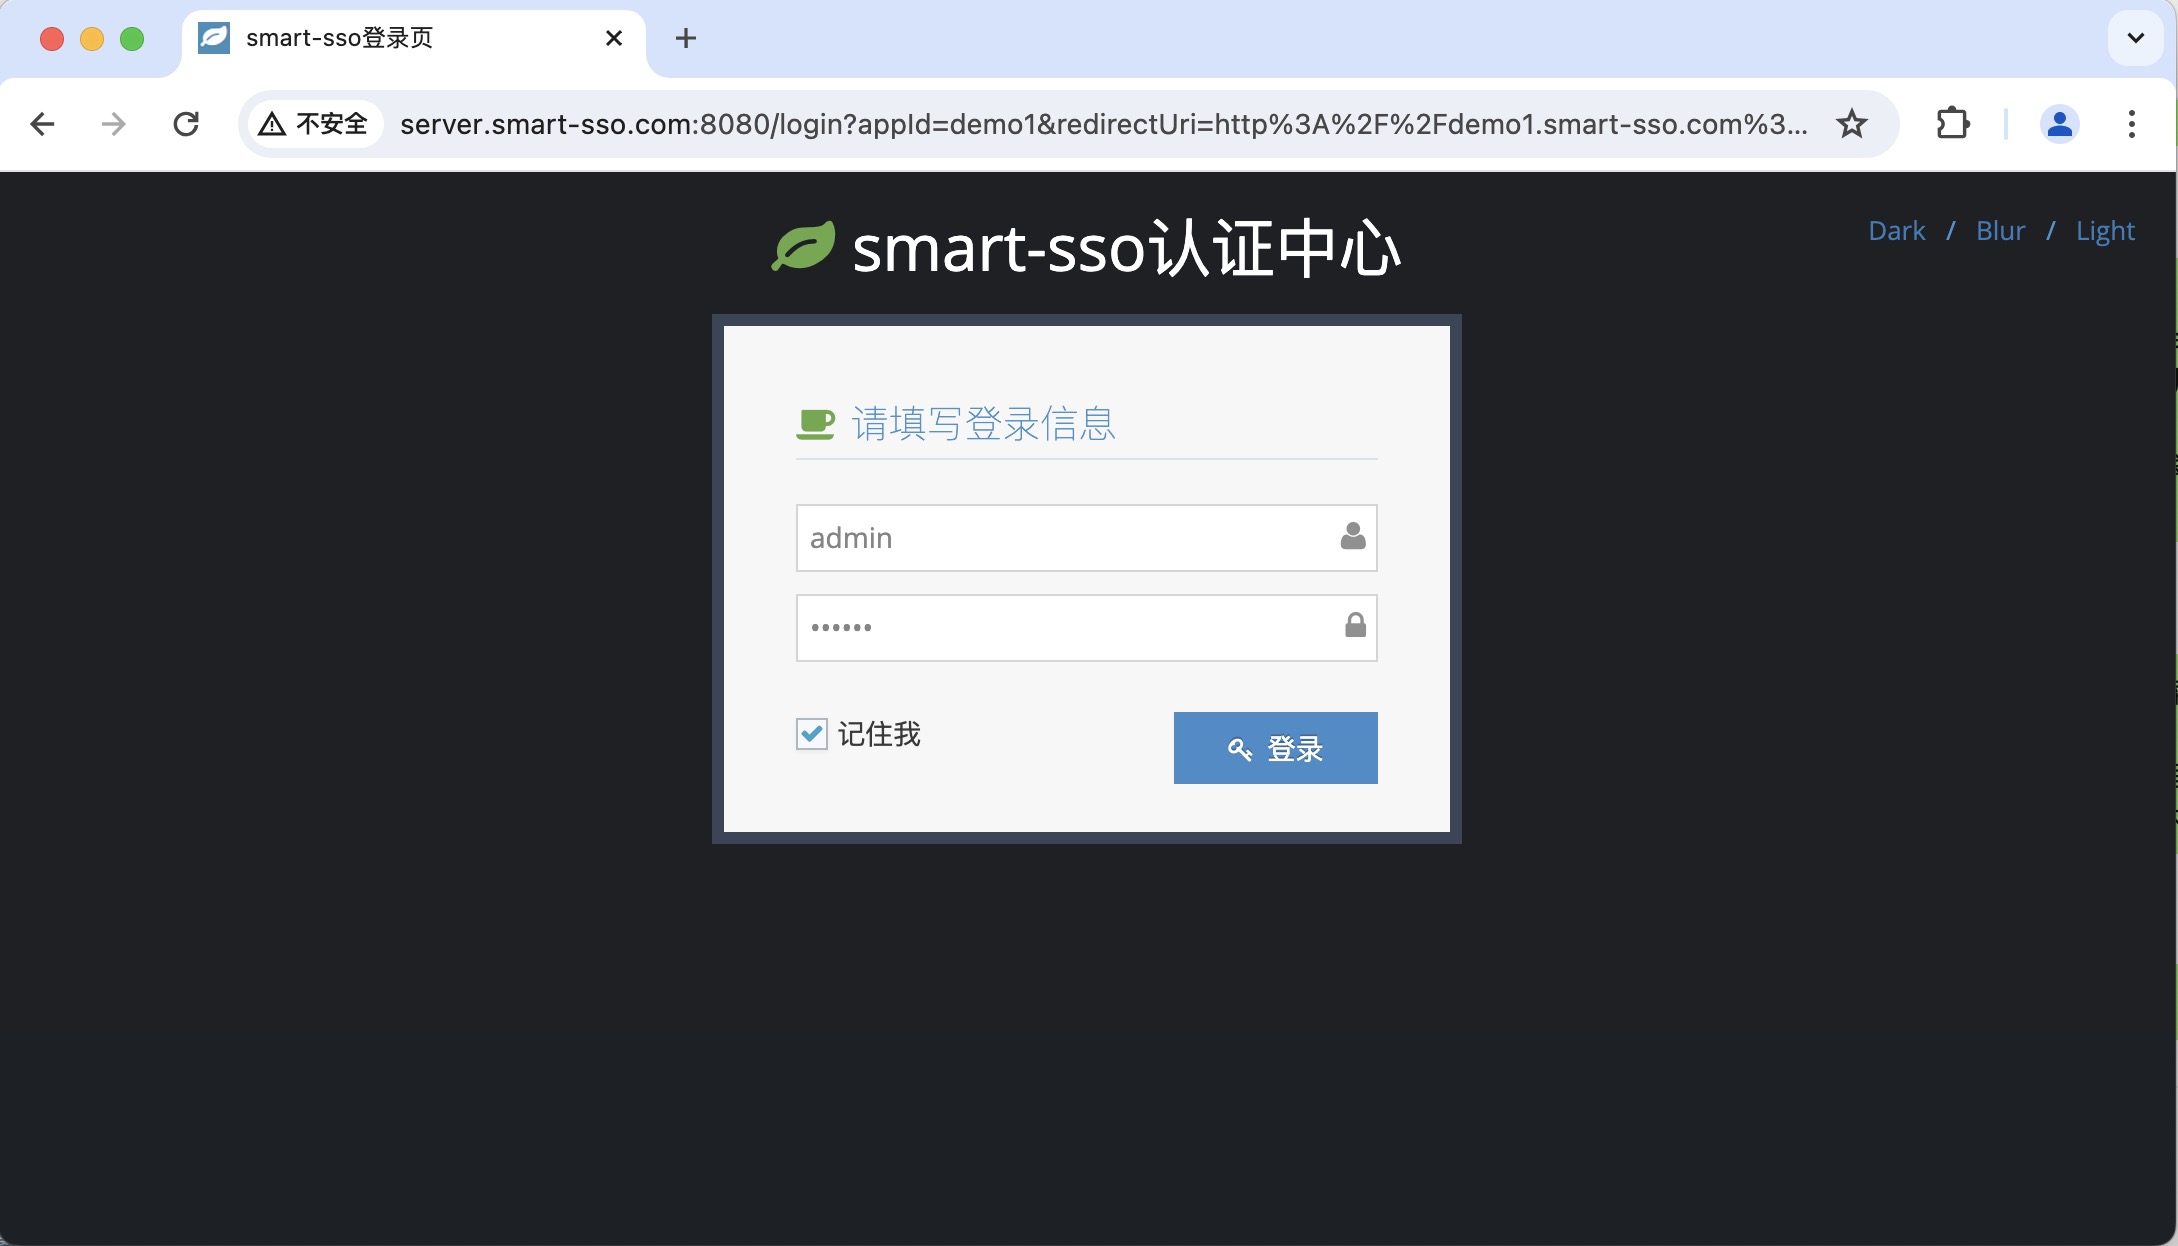 smart-sso登录页
不安全 server.smart-sso.com:8080/login?appId=demo1&redirectUri=http%3A%2F%2Fdemo1.smart-sso.com%3...
smart-sso认证中心
Dark / Blur / Light
请填写登录信息
admin
••••••
记住我
登录